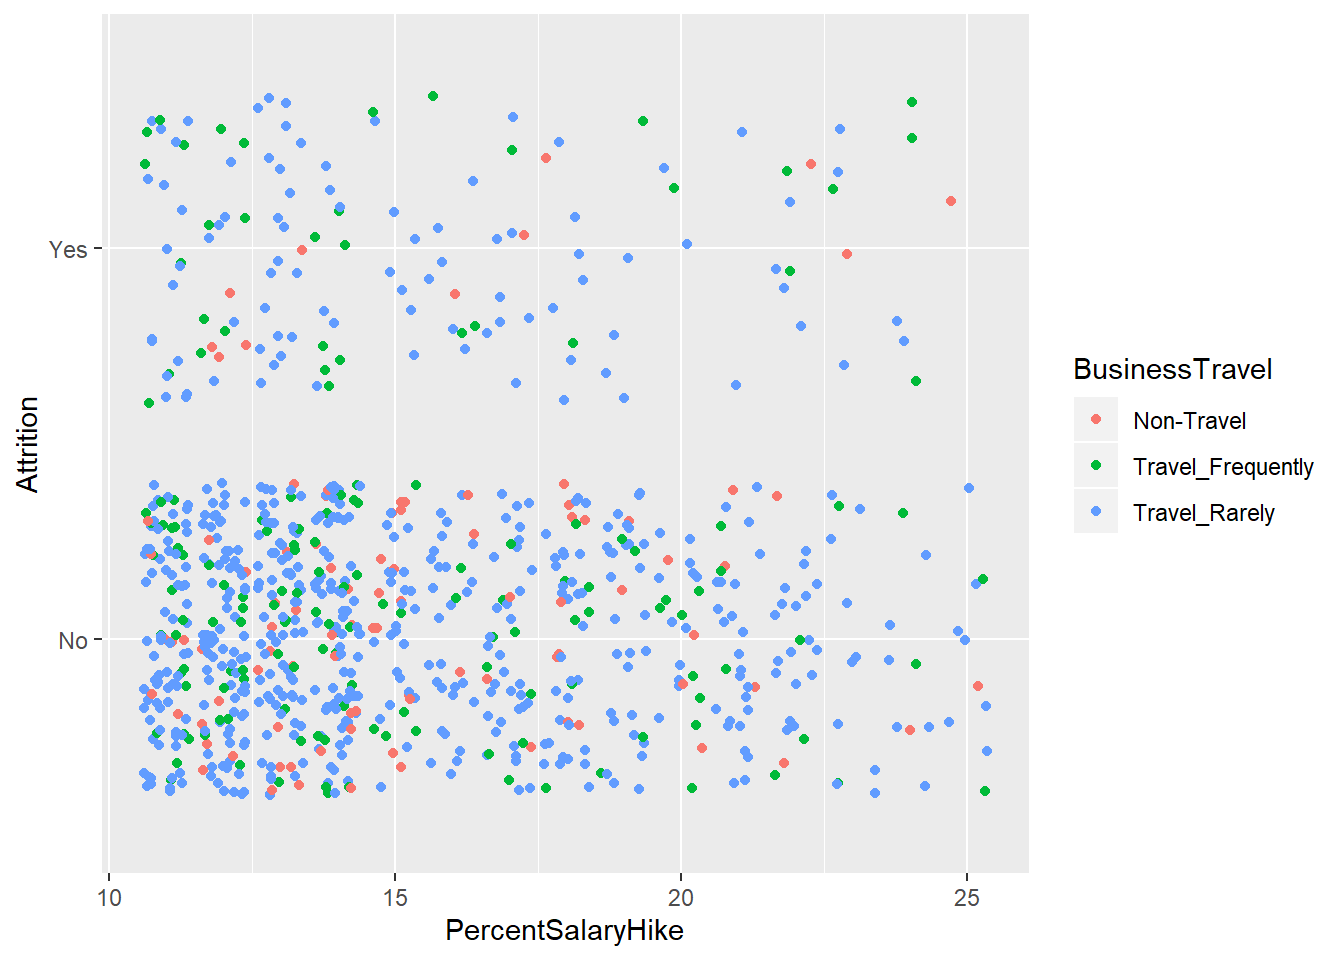 Yes
No
Attrition
10
15
20
25
PercentSalaryHike
BusinessTravel
Non-Travel
Travel_Frequently
Travel_Rarely